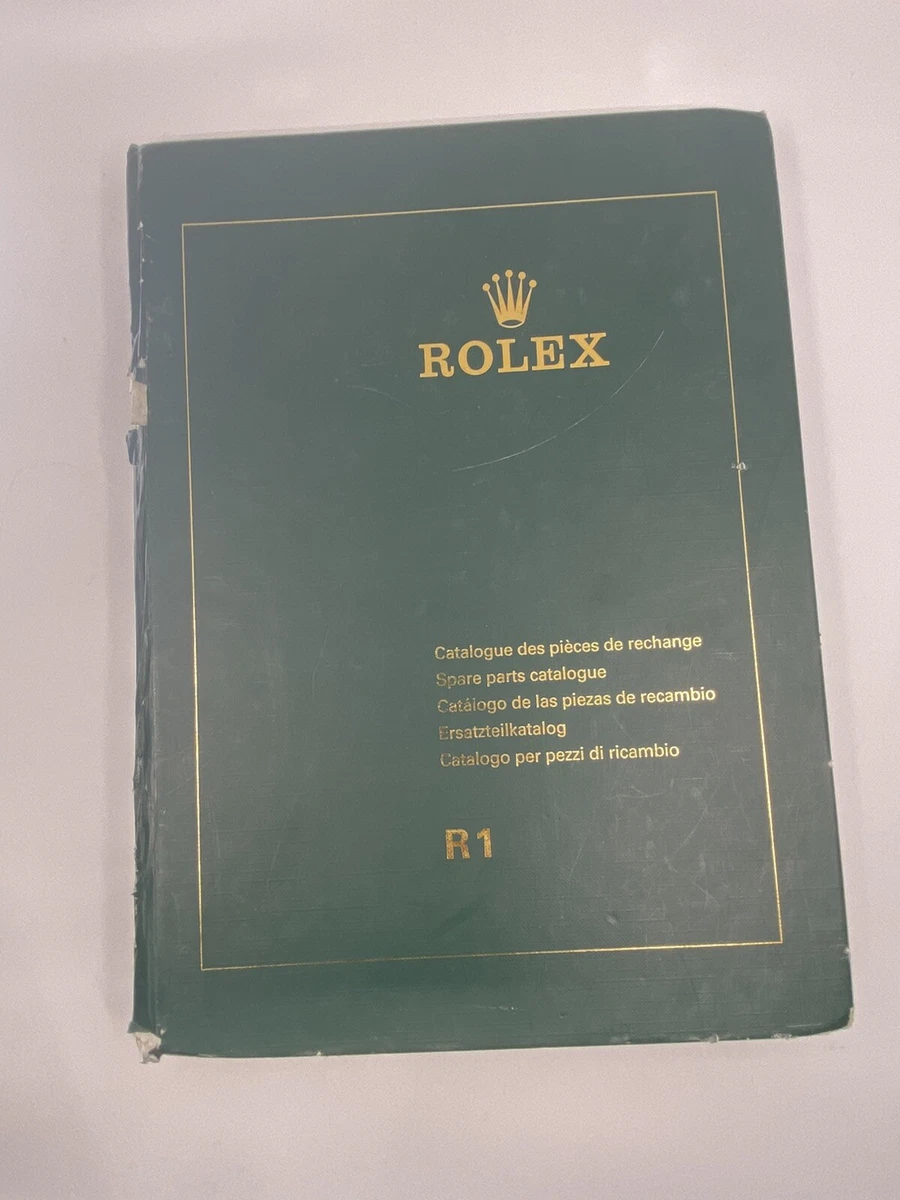 ROLEX
Catalogue des pièces de rechange
Spare parts catalogue
Catálogo de las piezas de recambio
Ersatzteilkatalog
Catalogo per pezzi di ricambio
R1